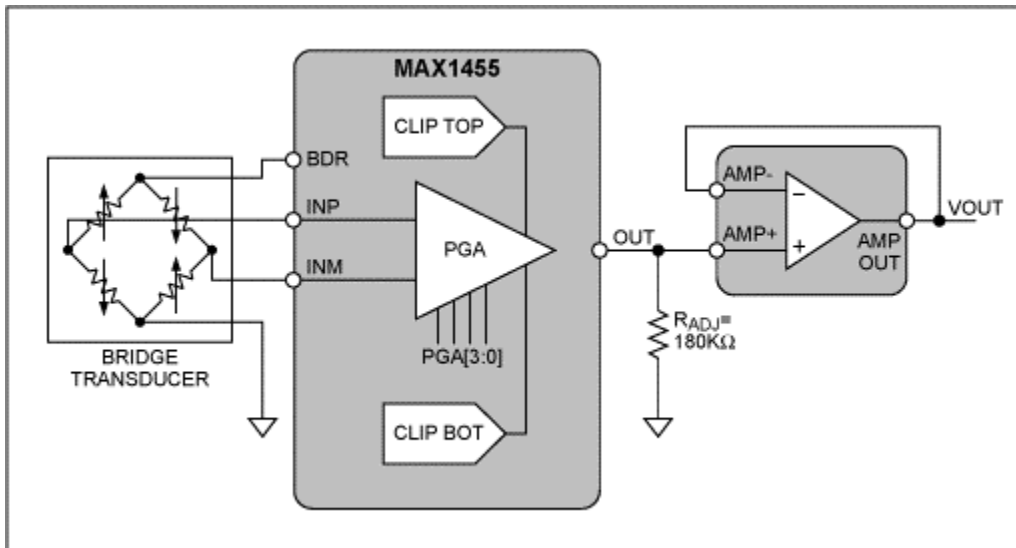 MAX1455
CLIP TOP
BDR
INP
INM
PGA
PGA[3:0]
CLIP BOT
BRIDGE
TRANSDUCER
OUT
RADJ=
180KΩ
AMP-
AMP+
−
+
AMP
OUT
VOUT